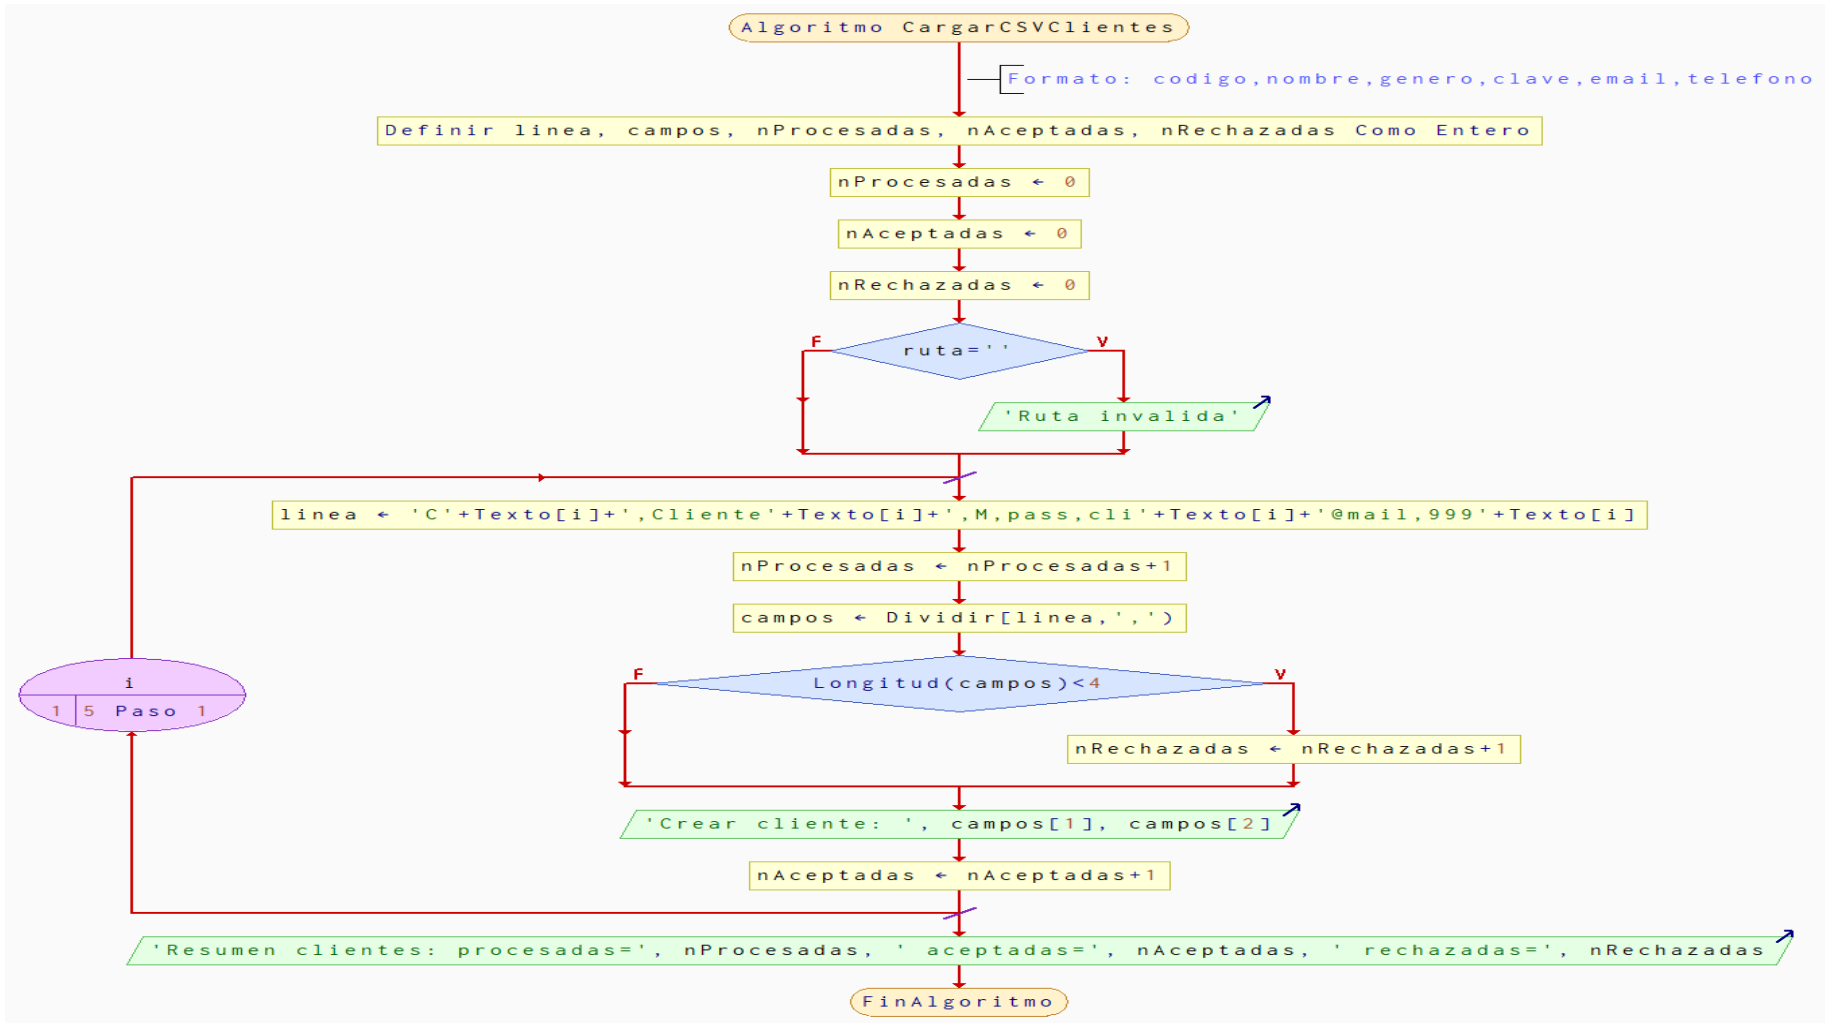 Algoritmo CargarCSVClientes
Formato: codigo,nombre,genero,clave,email,telefono
Definir linea, campos, nProcesadas, nAceptadas, nRechazadas Como Entero
nProcesadas ← 0
nAceptadas ← 0
nRechazadas ← 0
F
ruta=''
V
'Ruta invalida'
linea ← 'C'+Texto[i]+',Cliente'+Texto[i]+',M,pass,cli'+Texto[i]+'@mail,999'+Texto[i]
nProcesadas ← nProcesadas+1
campos ← Dividir[linea,',')
F
Longitud(campos)<4
V
i
1 5 Paso 1
nRechazadas ← nRechazadas+1
'Crear cliente: ', campos[1], campos[2]
nAceptadas ← nAceptadas+1
'Resumen clientes: procesadas=', nProcesadas, ' aceptadas=', nAceptadas, ' rechazadas=', nRechazadas
FinAlgoritmo